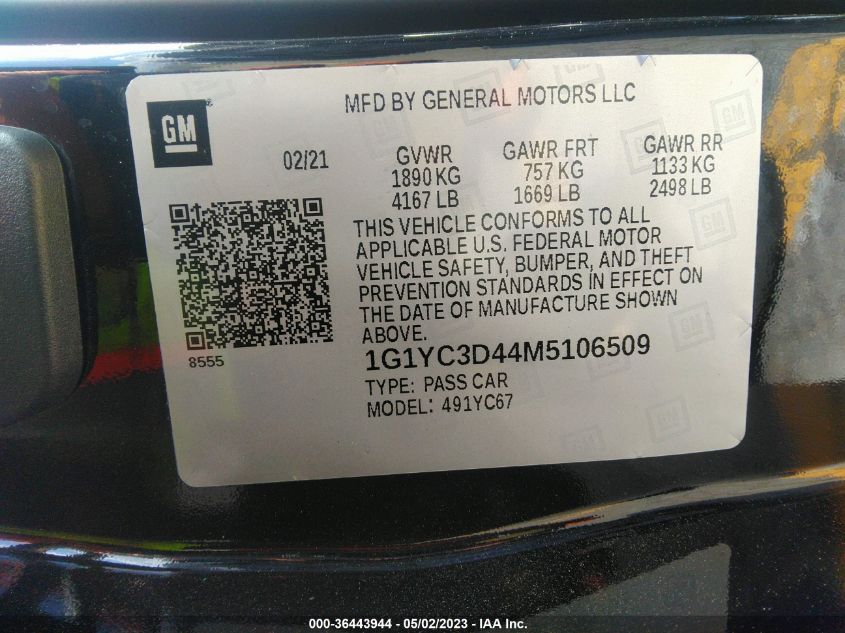 GM
MFD BY GENERAL MOTORS LLC
02/21
GVWR GAWR FRT GAWR RR
1890 KG 757 KG 1133 KG
4167 LB 1669 LB 2498 LB
THIS VEHICLE CONFORMS TO ALL
APPLICABLE U.S. FEDERAL MOTOR
VEHICLE SAFETY, BUMPER, AND THEFT
PREVENTION STANDARDS IN EFFECT ON
THE DATE OF MANUFACTURE SHOWN
ABOVE.
8555
1G1YC3D44M5106509
TYPE: PASS CAR
MODEL: 491YC67
000-36443944 - 05/02/2023 - IAA Inc.